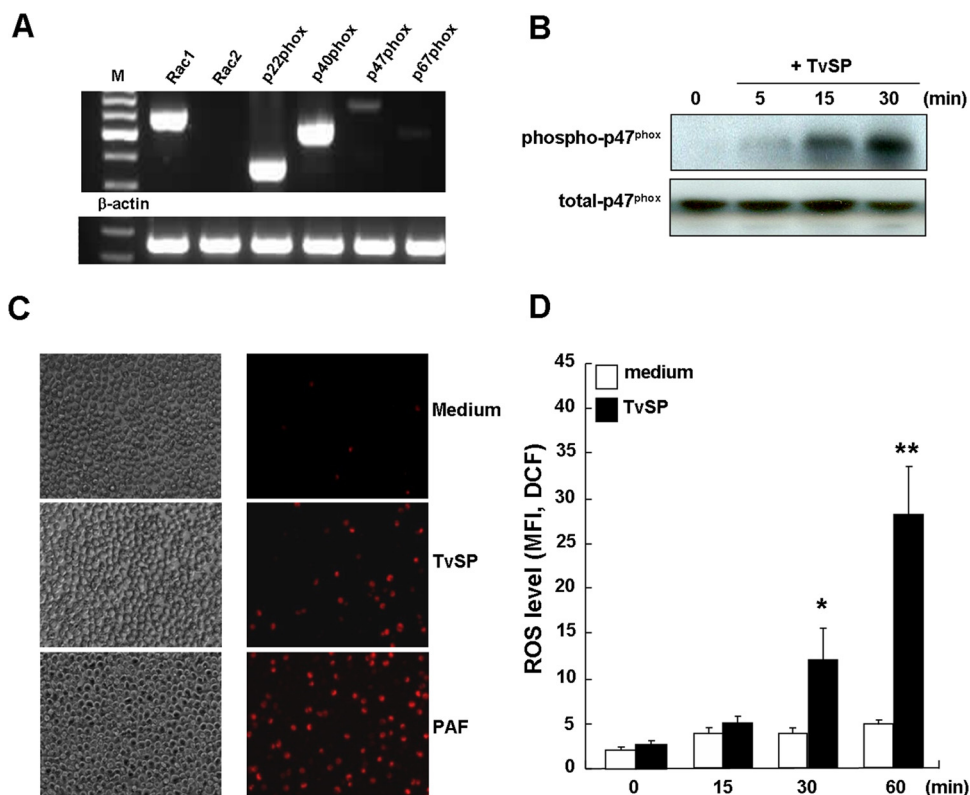 A
M
Rac1
Rac2
p22phox
p40phox
p47phox
p67phox
β-actin
B
+ TvSP
0 5 15 30 (min)
phospho-p47phox
total-p47phox
C
Medium
TvSP
PAF
D
medium
TvSP
ROS level (MFI, DCF)
45
40
35
30
25
20
15
10
5
0
*
**
0 15 30 60 (min)